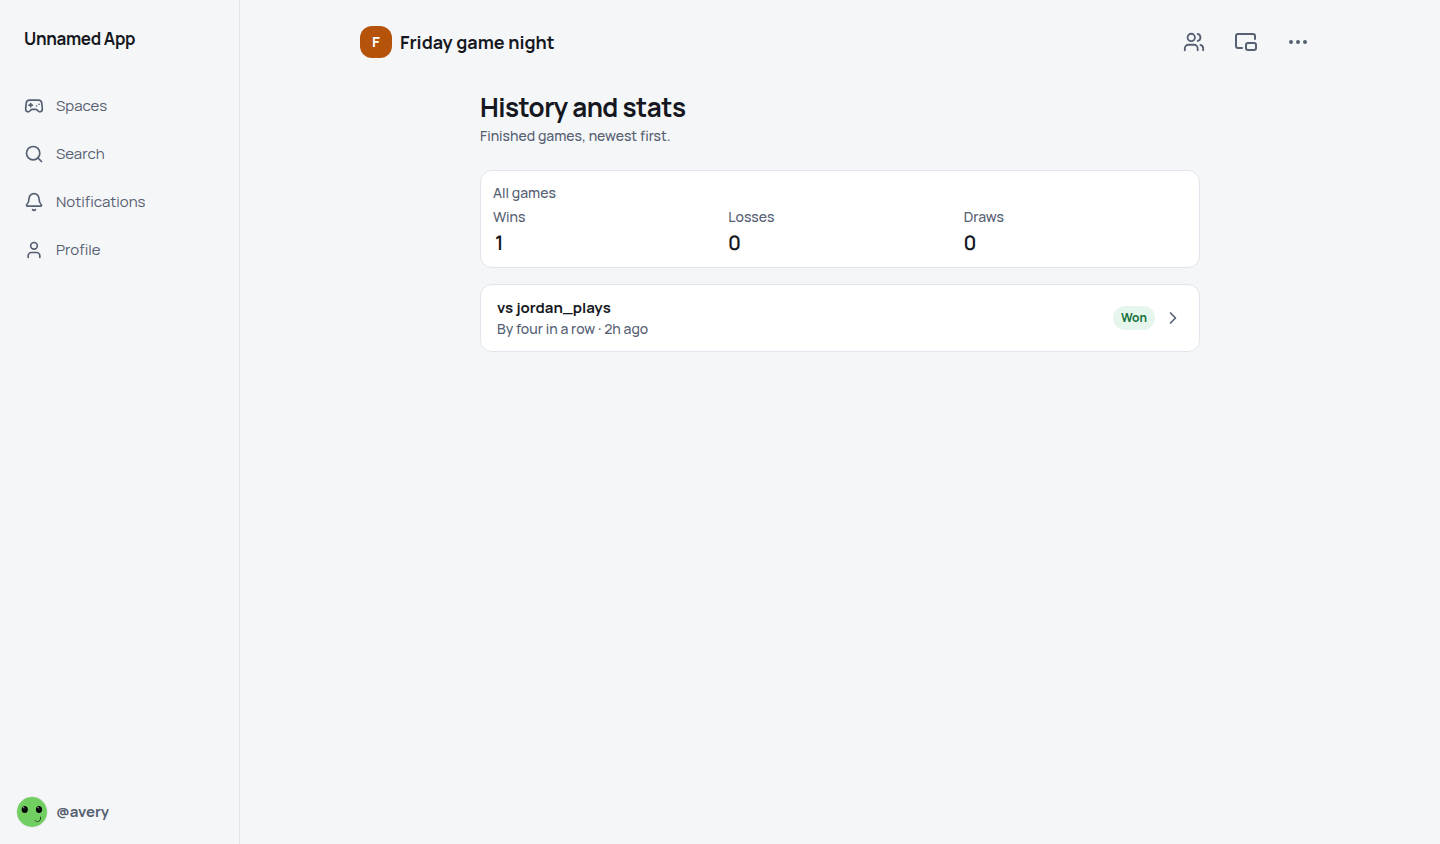 Unnamed App
Spaces
Search
Notifications
Profile
@avery
F
Friday game night
History and stats
Finished games, newest first.
All games
Wins
1
Losses
0
Draws
0
vs jordan_plays
By four in a row · 2h ago
Won